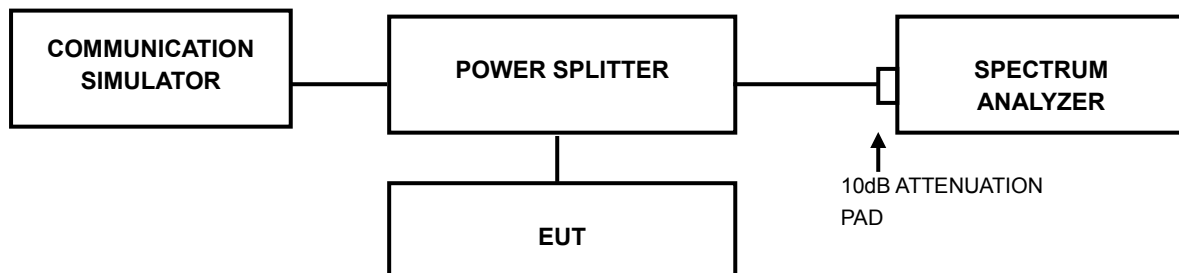 COMMUNICATION
SIMULATOR
POWER SPLITTER
SPECTRUM
ANALYZER
10dB ATTENUATION
PAD
EUT